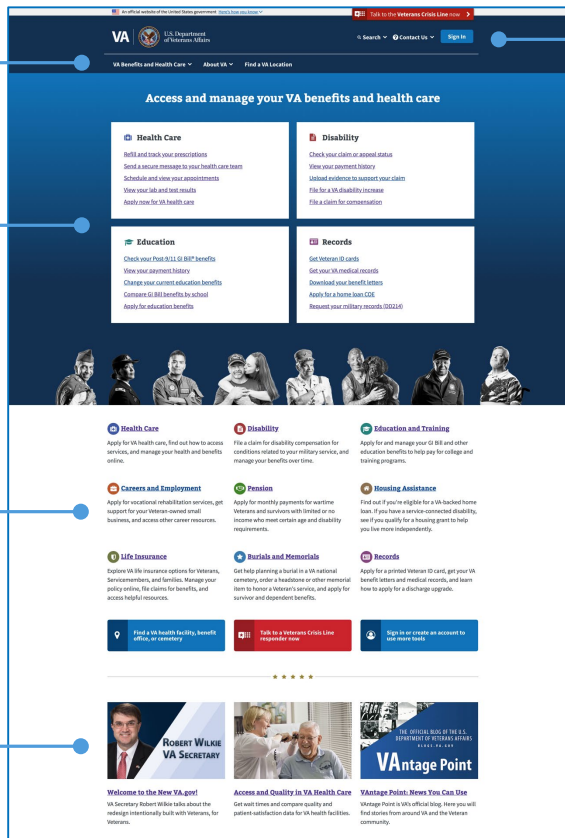 An official website of the United States government Here's how you know
Talk to the Veterans Crisis Line now
VA
U.S. Department
of Veterans Affairs
Search Contact Us Sign In
VA Benefits and Health Care About VA Find a VA Location
Access and manage your VA benefits and health care
Health Care
Refill and track your prescriptions
Send a secure message to your health care team
Schedule and view your appointments
View your lab and test results
Apply now for VA health care
Disability
Check your claim or appeal status
View your payment history
Upload evidence to support your claim
File for a VA disability increase
File a claim for compensation
Education
Check your Post-9/11 GI Bill® benefits
View your payment history
Change your current education benefits
Compare GI Bill benefits by school
Apply for education benefits
Records
Get Veteran ID cards
Get your VA medical records
Download your benefit letters
Apply for a home loan COE
Request your military records (DD214)
Health Care
Apply for VA health care, find out how to access
services, and manage your health and benefits
online.
Disability
File a claim for disability compensation for
conditions related to your military service, and
manage your benefits over time.
Education and Training
Apply for and manage your GI Bill and other
education benefits to help pay for college and
training programs.
Careers and Employment
Apply for vocational rehabilitation services, get
support for your Veteran-owned small
business, and access other career resources.
Pension
Apply for monthly payments for wartime
Veterans and survivors with limited or no
income who meet certain age and disability
requirements.
Housing Assistance
Find out if you're eligible for a VA-backed home
loan. If you have a service-connected disability,
see if you qualify for a housing grant to help
you live more independently.
Life Insurance
Explore VA life insurance options for Veterans,
Servicemembers, and families. Manage your
policy online, file claims for benefits, and
access helpful resources.
Burials and Memorials
Get help planning a burial in a VA national
cemetery, order a headstone or other memorial
item to honor a Veteran's service, and apply for
survivor and dependent benefits.
Records
Apply for a printed Veteran ID card, get your VA
benefit letters and medical records, and learn
how to apply for a discharge upgrade.
Find a VA health facility, benefit
office, or cemetery
Talk to a Veterans Crisis Line
responder now
Sign in or create an account to
use more tools
ROBERT WILKIE
VA SECRETARY
THE OFFICIAL BLOG OF THE U.S.
DEPARTMENT OF VETERANS AFFAIRS
BLOGS.VA.GOV
VAntage Point
Welcome to the New VA.gov!
VA Secretary Robert Wilkie talks about the
redesign intentionally built with Veterans, for
Veterans.
Access and Quality in VA Health Care
Get wait times and compare quality and
patient-satisfaction data for VA health facilities.
VAntage Point: News You Can Use
VAntage Point is VA's official blog. Here you will
find stories from around VA and the Veteran
community.